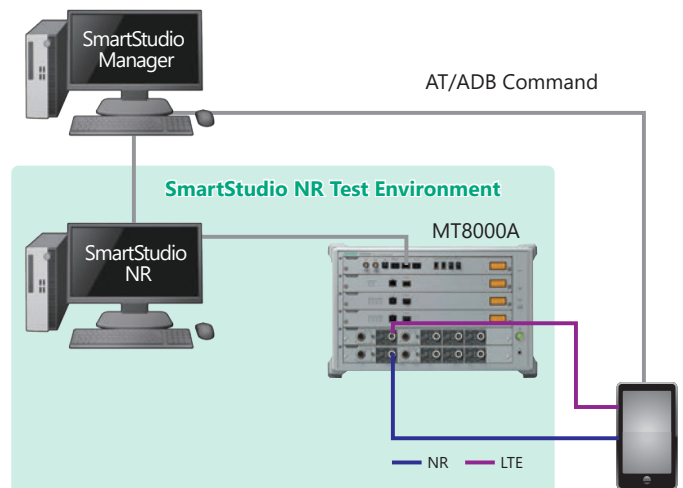 SmartStudio
Manager
AT/ADB Command
SmartStudio NR Test Environment
MT8000A
SmartStudio
NR
NR
LTE